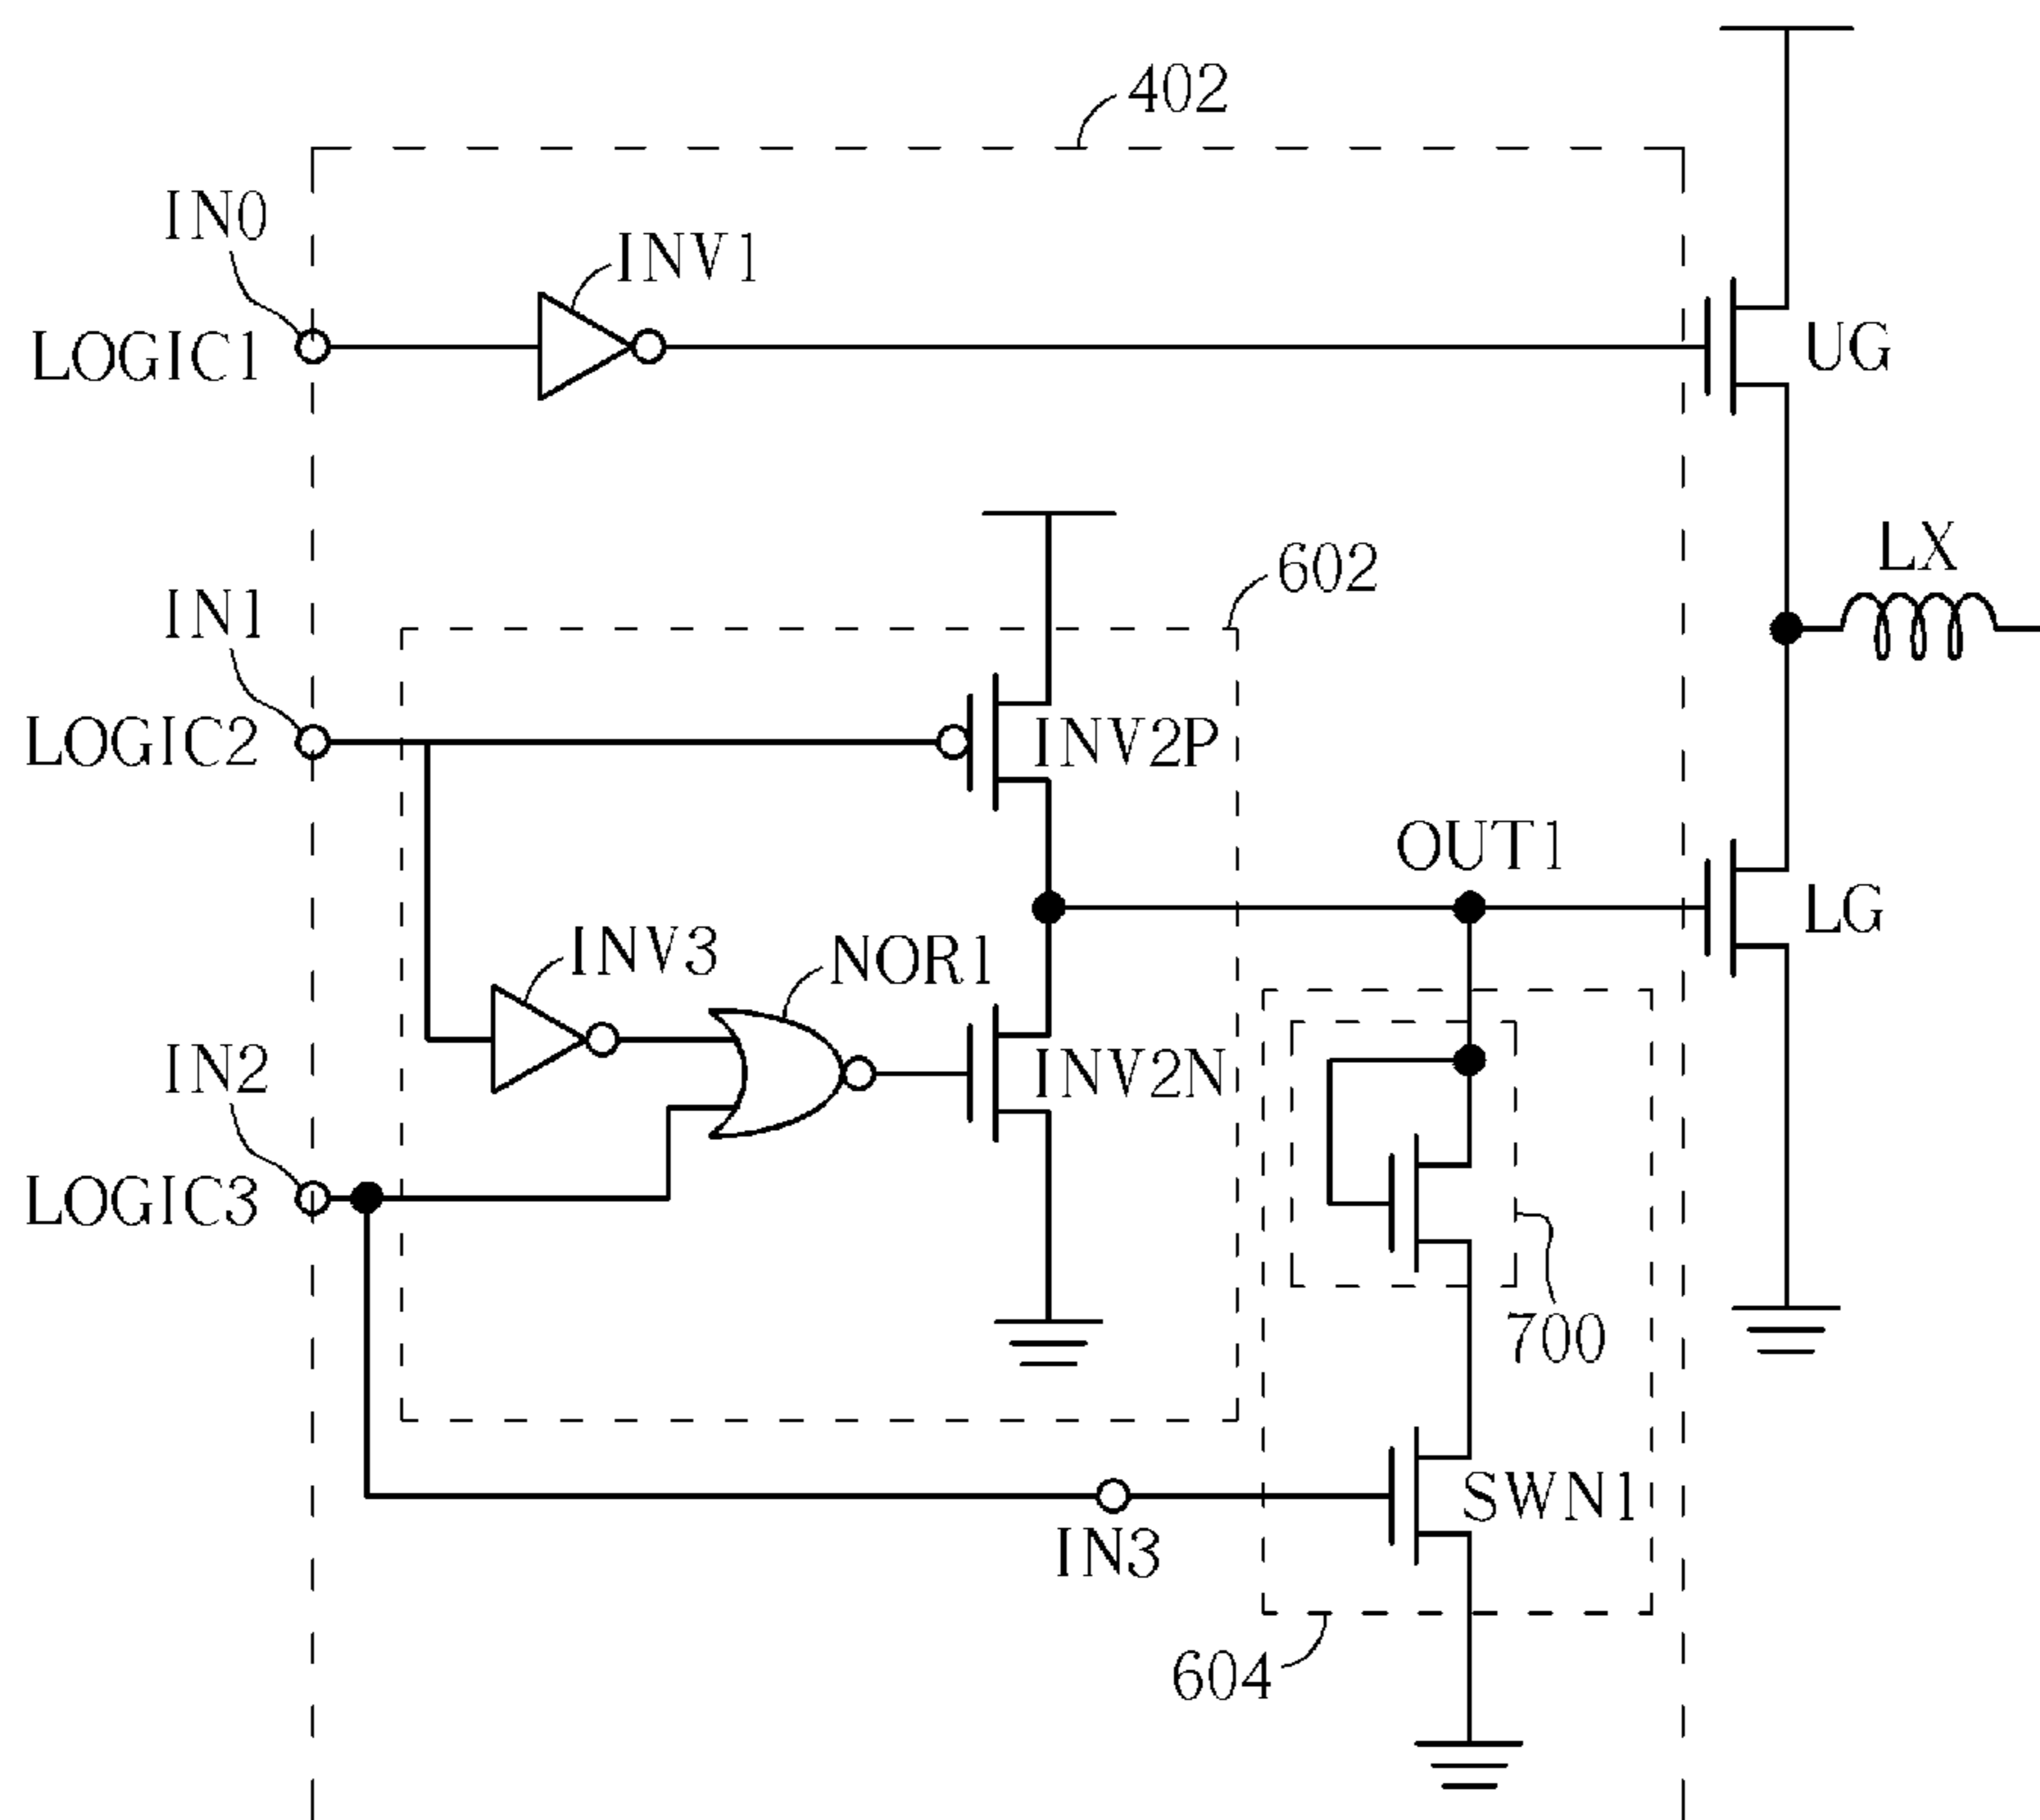 402
IN0
INV1
LOGIC1
UG
LX
602
IN1
LOGIC2
INV2P
OUT1
LG
INV3
NOR1
IN2
INV2N
LOGIC3
700
SWN1
IN3
604